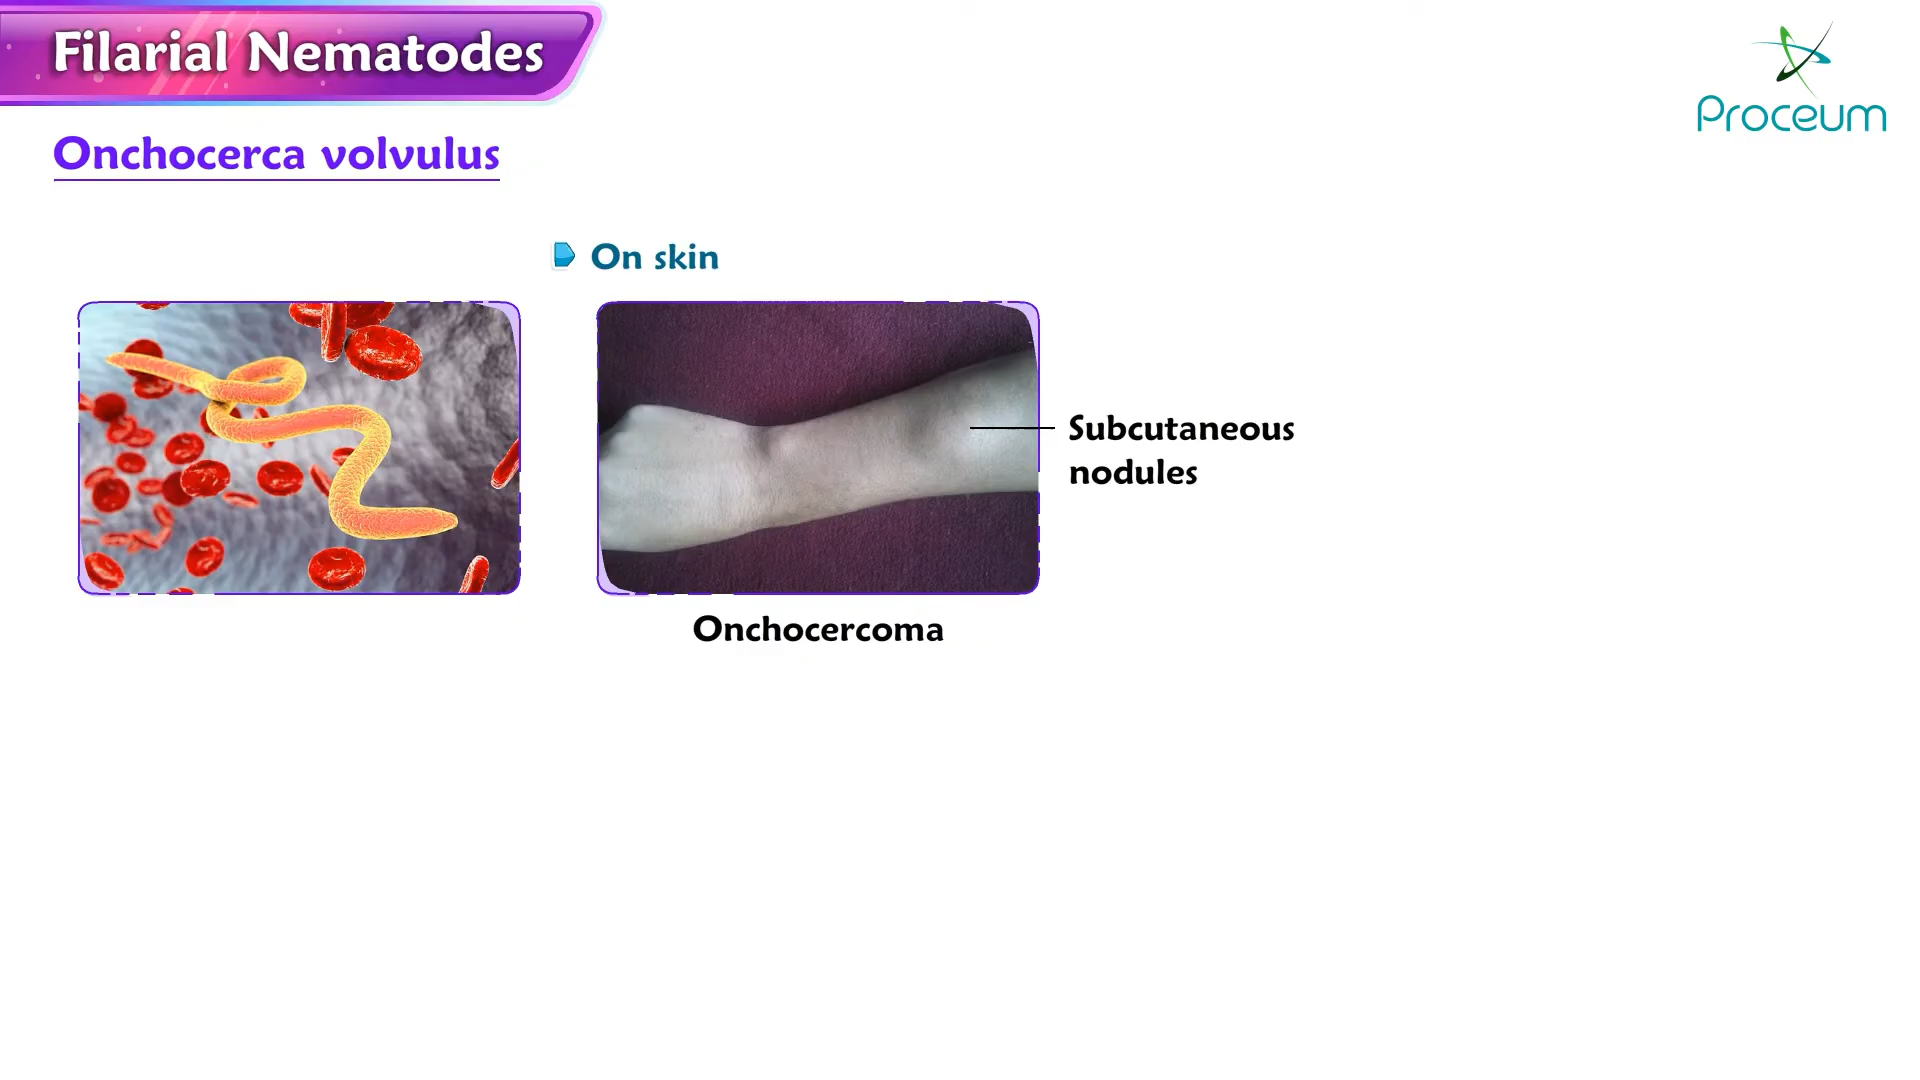 Filarial Nematodes
Proceum
Onchocerca volvulus
On skin
Subcutaneous
nodules
Onchocercoma